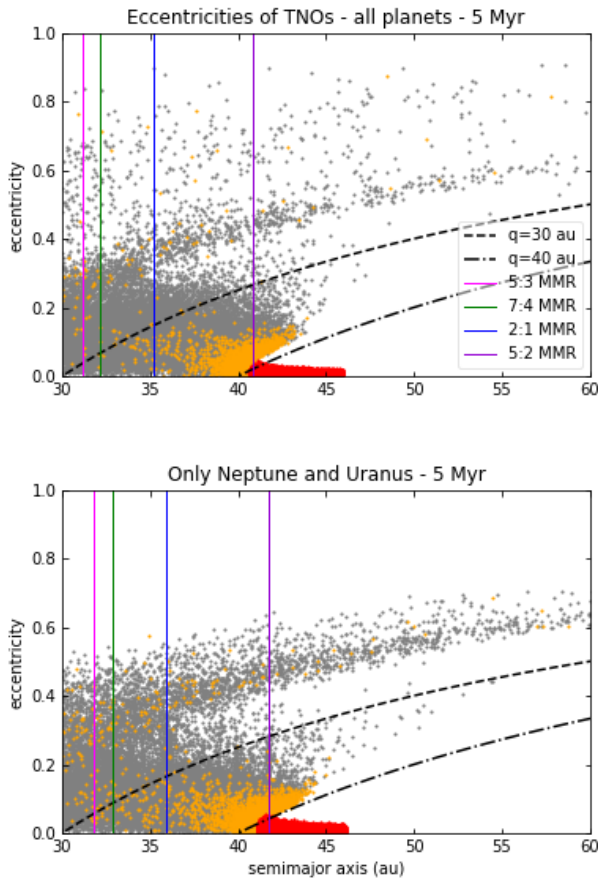 Eccentricities of TNOs - all planets - 5 Myr
1.0
0.8
0.6
0.4
0.2
0.0
eccentricity
q=30 au
q=40 au
5:3 MMR
7:4 MMR
2:1 MMR
5:2 MMR
30 35 40 45 50 55 60
Only Neptune and Uranus - 5 Myr
1.0
0.8
0.6
0.4
0.2
0.0
eccentricity
30 35 40 45 50 55 60
semimajor axis (au)